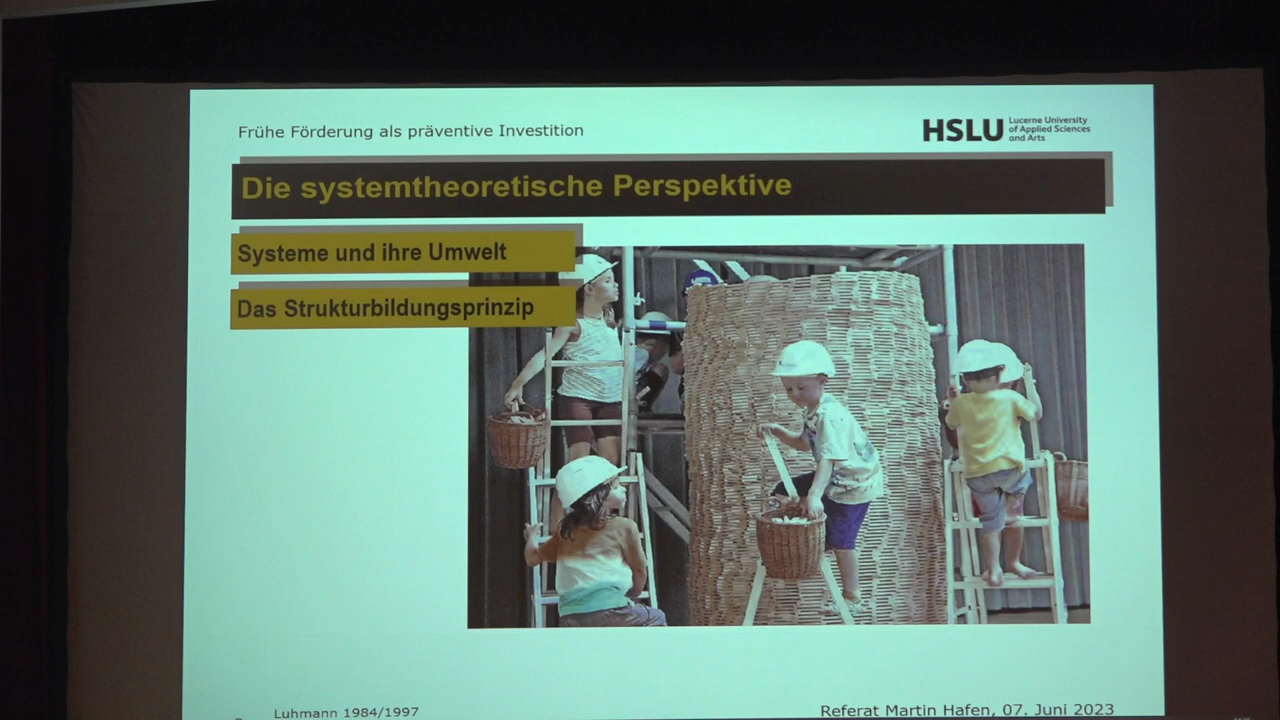 Frühe Förderung als präventive Investition
HSLU
Lucerne University
of Applied Sciences
and Arts
Die systemtheoretische Perspektive
Systeme und ihre Umwelt
Das Strukturbildungsprinzip
Luhmann 1984/1997
Referat Martin Hafen, 07. Juni 2023